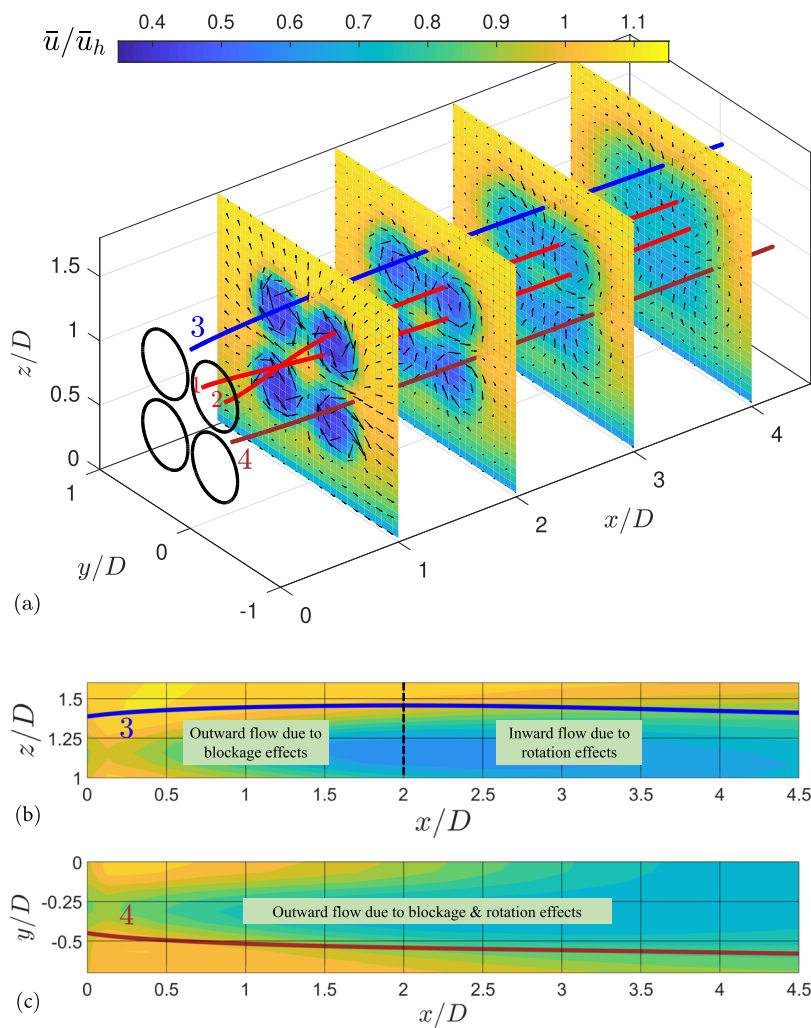 0.4 0.5 0.6 0.7 0.8 0.9 1 1.1
ū/ū_h
1.5
1
0.5
0
z/D
3
1
2
4
1
0
-1
y/D
0
1
2
3
4
x/D
(a)
1.5
1.25
1
z/D
3
Outward flow due to
blockage effects
Inward flow due to
rotation effects
0 0.5 1 1.5 2 2.5 3 3.5 4 4.5
x/D
(b)
0
-0.25
-0.5
y/D
4
Outward flow due to blockage & rotation effects
0 0.5 1 1.5 2 2.5 3 3.5 4 4.5
x/D
(c)